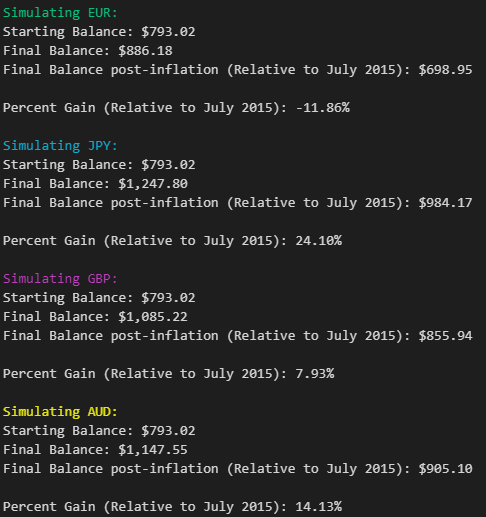 Simulating EUR:
Starting Balance: $793.02
Final Balance: $886.18
Final Balance post-inflation (Relative to July 2015): $698.95
Percent Gain (Relative to July 2015): -11.86%
Simulating JPY:
Starting Balance: $793.02
Final Balance: $1,247.80
Final Balance post-inflation (Relative to July 2015): $984.17
Percent Gain (Relative to July 2015): 24.10%
Simulating GBP:
Starting Balance: $793.02
Final Balance: $1,085.22
Final Balance post-inflation (Relative to July 2015): $855.94
Percent Gain (Relative to July 2015): 7.93%
Simulating AUD:
Starting Balance: $793.02
Final Balance: $1,147.55
Final Balance post-inflation (Relative to July 2015): $905.10
Percent Gain (Relative to July 2015): 14.13%